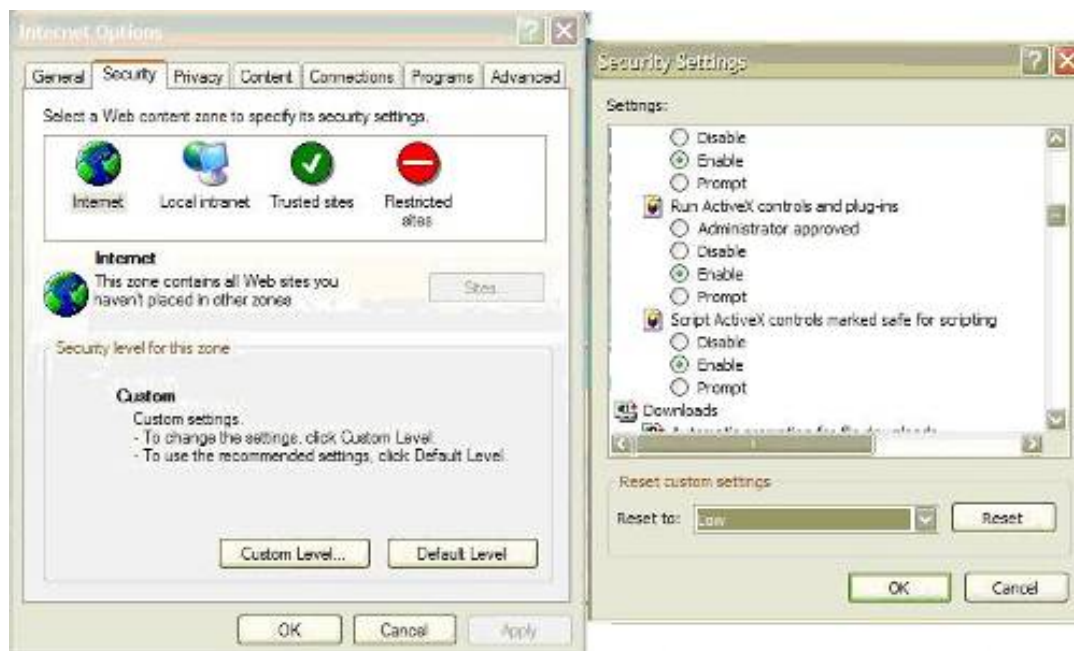 Internet Options
General Security Privacy Content Connections Programs Advanced
Select a Web content zone to specify its security settings.
Internet Local intranet Trusted sites Restricted sites
Internet
This zone contains all Web sites you
haven't placed in other zones
Sites...
Security level for this zone
Custom
Custom settings.
- To change the settings, click Custom Level.
- To use the recommended settings, click Default Level.
Custom Level... Default Level
OK Cancel Apply
Security Settings
Settings:
Disable
Enable
Prompt
Run ActiveX controls and plug-ins
Administrator approved
Disable
Enable
Prompt
Script ActiveX controls marked safe for scripting
Disable
Enable
Prompt
Downloads
Automatic prompting for file downloads
Reset custom settings
Reset to: Low Reset
OK Cancel